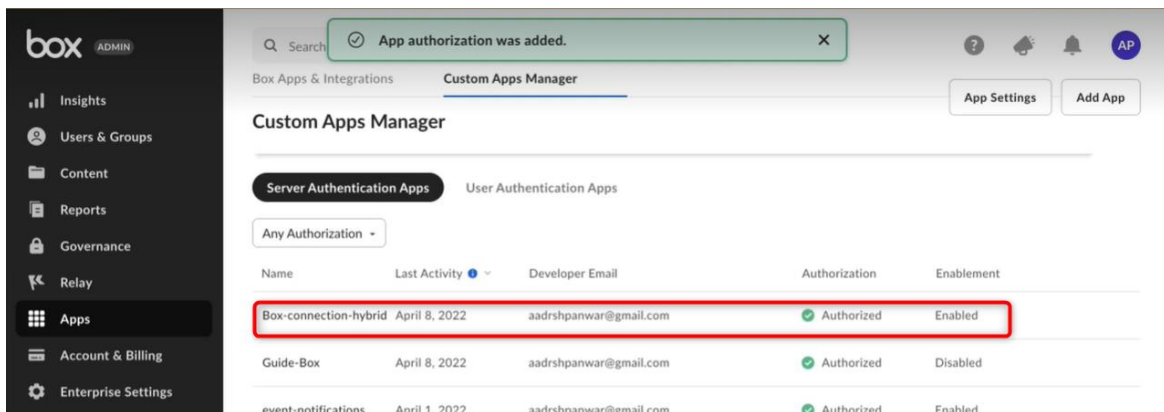 box ADMIN
Insights
Users & Groups
Content
Reports
Governance
Relay
Apps
Account & Billing
Enterprise Settings
Search
App authorization was added.
AP
Box Apps & Integrations Custom Apps Manager
App Settings Add App
Custom Apps Manager
Server Authentication Apps User Authentication Apps
Any Authorization
Name Last Activity Developer Email Authorization Enablement
Box-connection-hybrid April 8, 2022 aadrshpanwar@gmail.com Authorized Enabled
Guide-Box April 8, 2022 aadrshpanwar@gmail.com Authorized Disabled
event-notifications April 1, 2022 aadrshpanwar@gmail.com Authorized Enabled